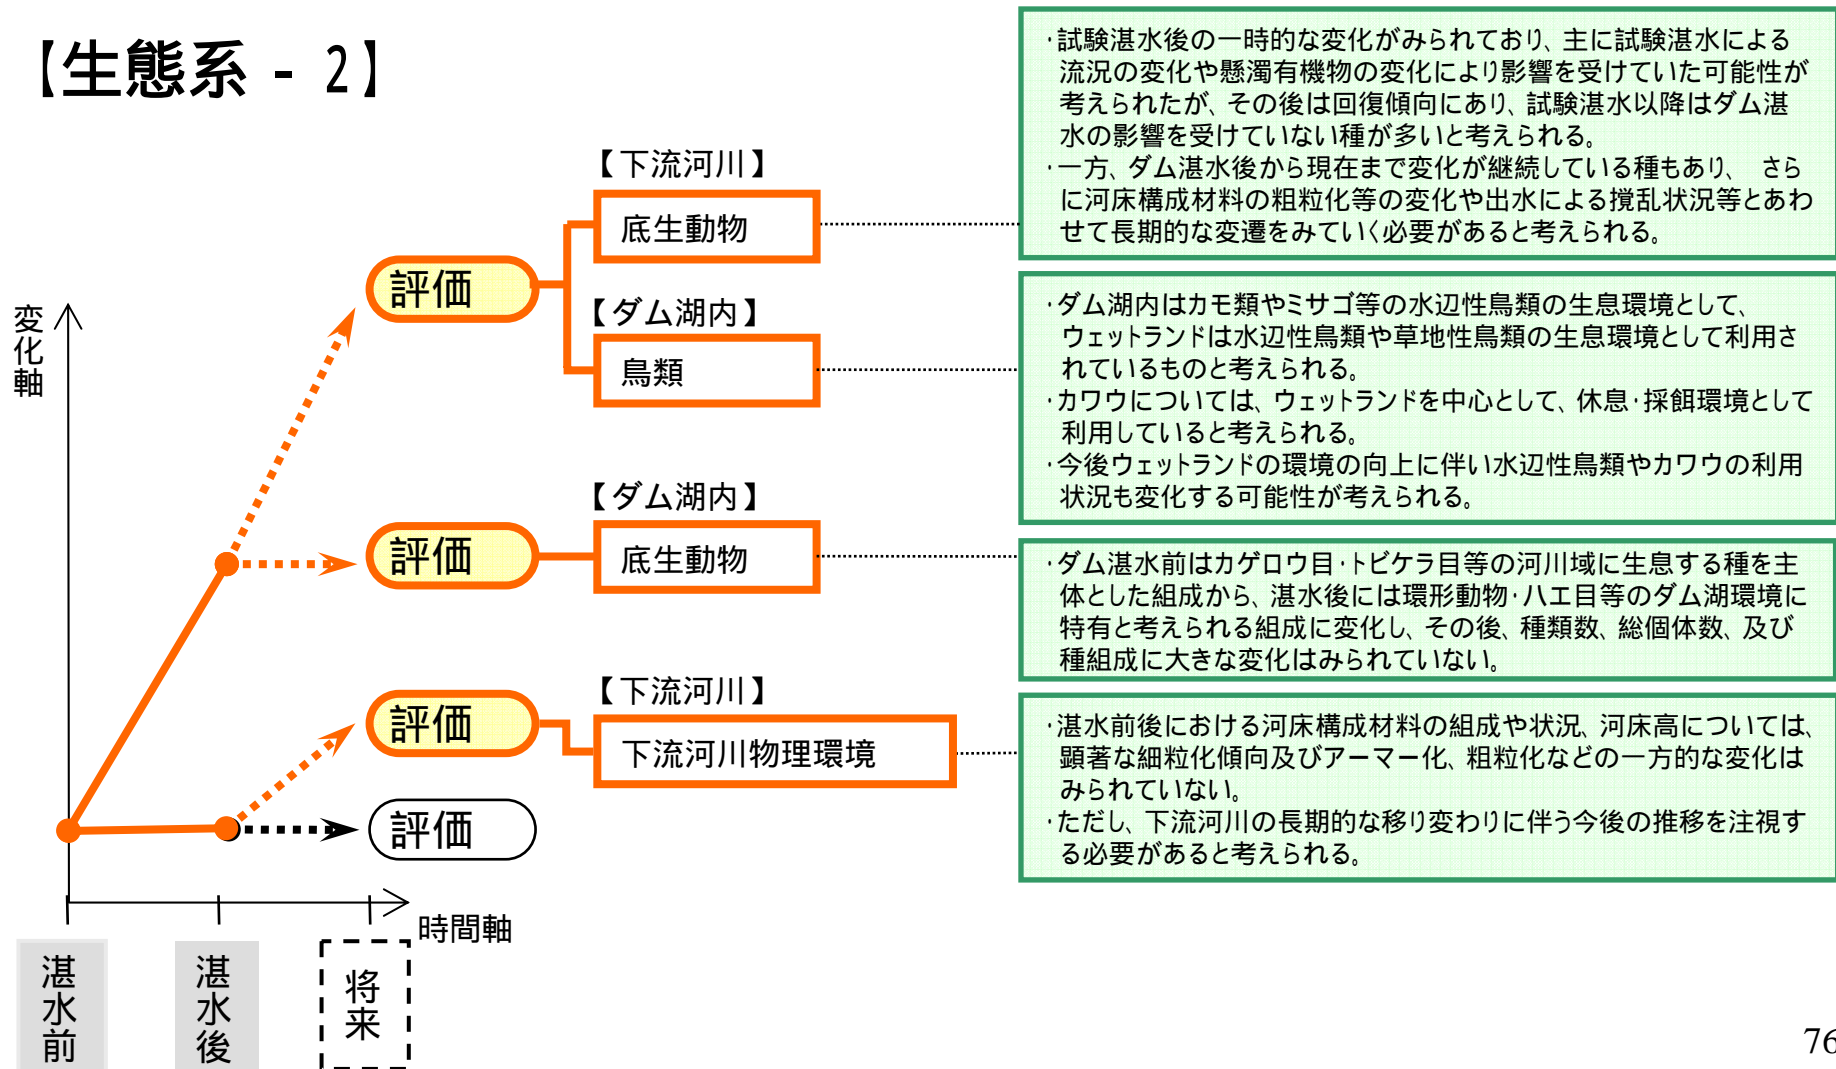 【生態系 - 2】
・試験湛水後の一時的な変化がみられており、主に試験湛水による
流況の変化や懸濁有機物の変化により影響を受けていた可能性が
考えられたが、その後は回復傾向にあり、試験湛水以降はダム湛
水の影響を受けていない種が多いと考えられる。
・一方、ダム湛水後から現在まで変化が継続している種もあり、 さら
に河床構成材料の粗粒化等の変化や出水による撹乱状況等とあわ
せて長期的な変遷をみていく必要があると考えられる。
【下流河川】
底生動物
評価
【ダム湖内】
鳥類
・ダム湖内はカモ類やミサゴ等の水辺性鳥類の生息環境として、
ウェットランドは水辺性鳥類や草地性鳥類の生息環境として利用さ
れているものと考えられる。
・カワウについては、ウェットランドを中心として、休息・採餌環境として
利用していると考えられる。
・今後ウェットランドの環境の向上に伴い水辺性鳥類やカワウの利用
状況も変化する可能性が考えられる。
変化軸
【ダム湖内】
評価
底生動物
・ダム湛水前はカゲロウ目・トビケラ目等の河川域に生息する種を主
体とした組成から、湛水後には環形動物・ハエ目等のダム湖環境に
特有と考えられる組成に変化し、その後、種類数、総個体数、及び
種組成に大きな変化はみられていない。
【下流河川】
評価
下流河川物理環境
・湛水前後における河床構成材料の組成や状況、河床高については、
顕著な細粒化傾向及びアーマー化、粗粒化などの一方的な変化は
みられていない。
・ただし、下流河川の長期的な移り変わりに伴う今後の推移を注視す
る必要があると考えられる。
評価
時間軸
湛水前
湛水後
将来
76